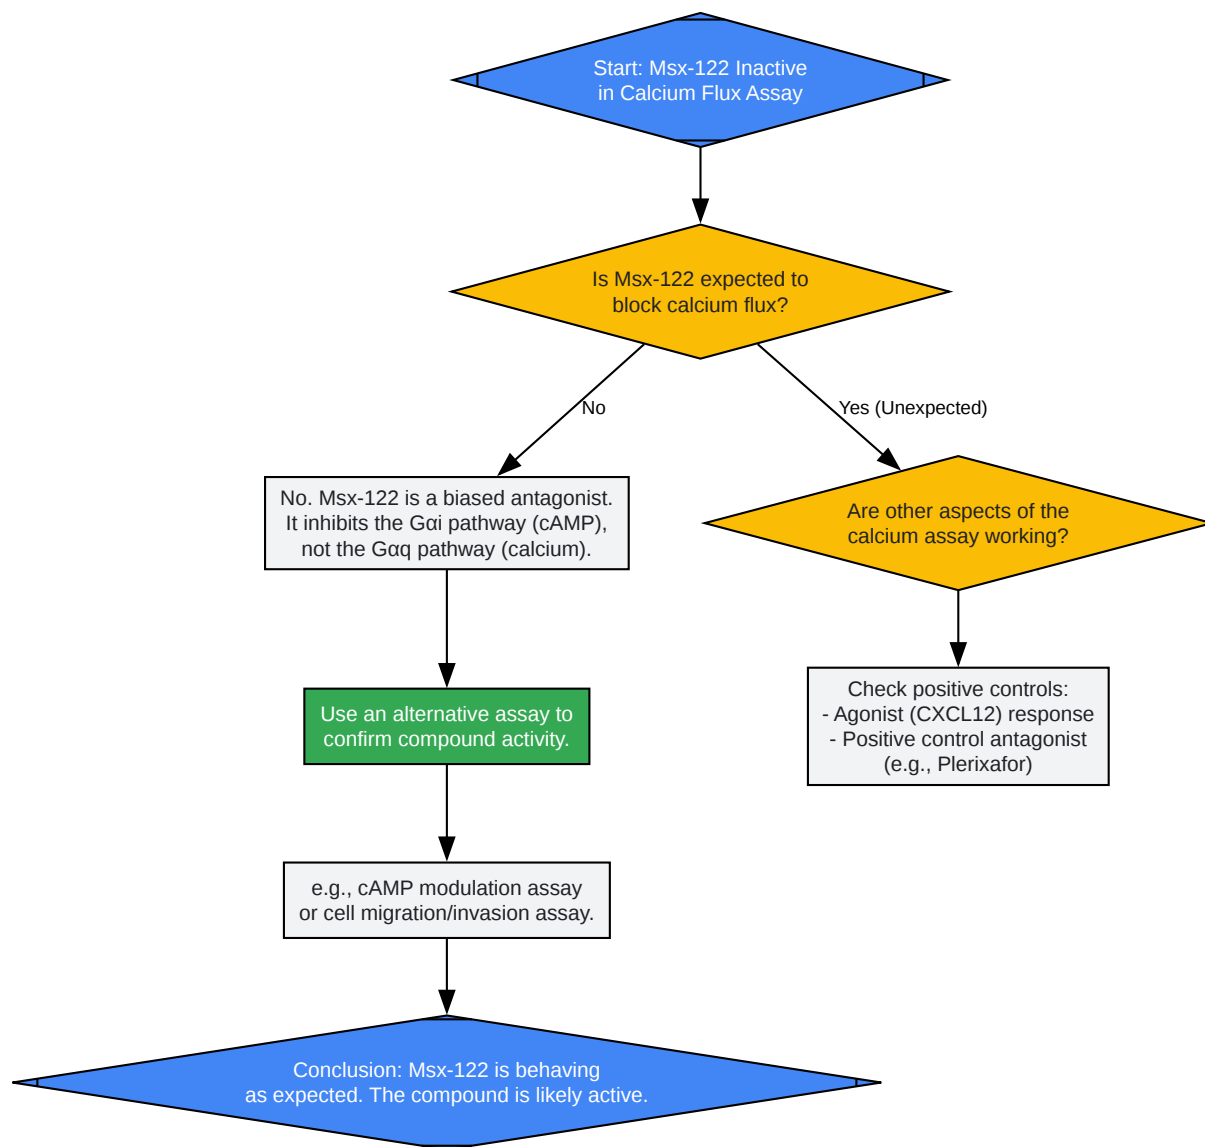 Start: Msx-122 Inactive
in Calcium Flux Assay
Is Msx-122 expected to
block calcium flux?
No
Yes (Unexpected)
No. Msx-122 is a biased antagonist.
It inhibits the Gαi pathway (cAMP),
not the Gαq pathway (calcium).
Are other aspects of the
calcium assay working?
Use an alternative assay to
confirm compound activity.
Check positive controls:
- Agonist (CXCL12) response
- Positive control antagonist
(e.g., Plerixafor)
e.g., cAMP modulation assay
or cell migration/invasion assay.
Conclusion: Msx-122 is behaving
as expected. The compound is likely active.